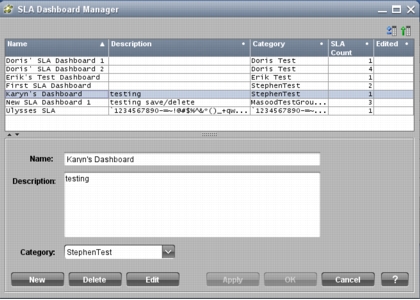 SLA Dashboard Manager
Name Description Category SLA Count Edited
Doris' SLA Dashboard 1 Doris Test 1
Doris' SLA Dashboard 2 Doris Test 4
Erik's Test Dashboard Erik Test 1
First SLA Dashboard StephenTest 2
Karyn's Dashboard testing StephenTest 1
New SLA Dashboard 1 testing save/delete MasoodTestGrou... 3
Ulysses SLA `1234567890-=~!@#$%^&*()_+qw... `1234567890-=~... 1
Name: Karyn's Dashboard
Description: testing
Category: StephenTest
New Delete Edit Apply OK Cancel ?